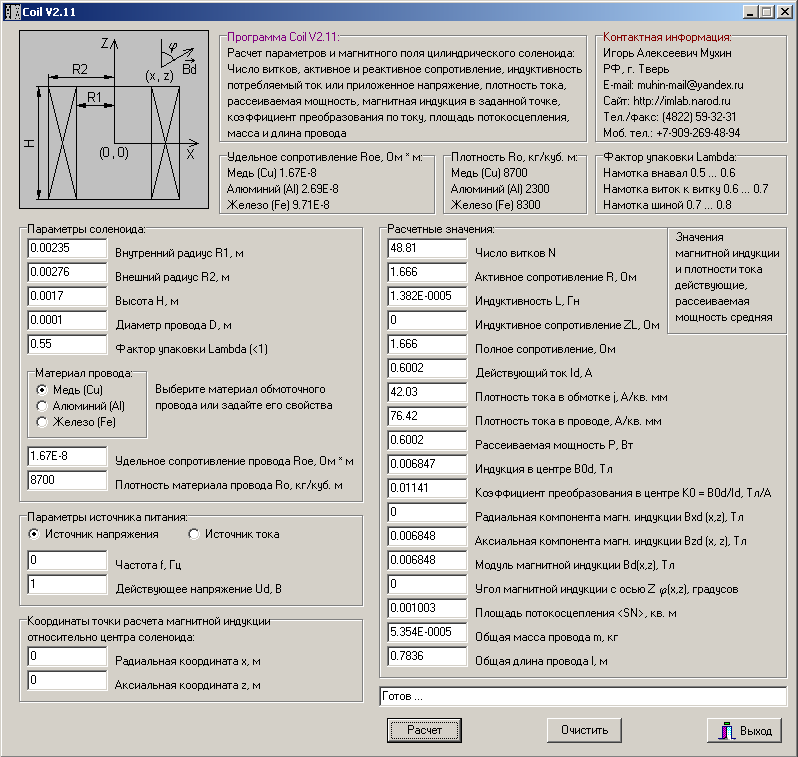 Coil V2.11
Z
φ
Bd
(x, z)
R2
R1
H
(0,0)
X
Программа Coil V2.11:
Расчет параметров и магнитного поля цилиндрического соленоида:
Число витков, активное и реактивное сопротивление, индуктивность
потребляемый ток или приложенное напряжение, плотность тока,
рассеиваемая мощность, магнитная индукция в заданной точке,
коэффициент преобразования по току, площадь потокосцепления,
масса и длина провода
Контактная информация:
Игорь Алексеевич Мухин
РФ, г. Тверь
E-mail: muhin-mail@yandex.ru
Сайт: http://imlab.narod.ru
Тел./факс: (4822) 59-32-31
Моб. тел.: +7-909-269-48-94
Удельное сопротивление Roe, Ом * м:
Медь (Cu) 1.67E-8
Алюминий (Al) 2.69E-8
Железо (Fe) 9.71E-8
Плотность Ro, кг/куб. м:
Медь (Cu) 8700
Алюминий (Al) 2300
Железо (Fe) 8300
Фактор упаковки Lambda:
Намотка внавал 0.5 ... 0.6
Намотка виток к витку 0.6 ... 0.7
Намотка шиной 0.7 ... 0.8
Параметры соленоида:
0.00235 Внутренний радиус R1, м
0.00276 Внешний радиус R2, м
0.0017 Высота H, м
0.0001 Диаметр провода D, м
0.55 Фактор упаковки Lambda (<1)
Материал провода:
Медь (Cu)
Алюминий (Al)
Железо (Fe)
Выберите материал обмоточного
провода или задайте его свойства
1.67E-8 Удельное сопротивление провода Roe, Ом * м
8700 Плотность материала провода Ro, кг/куб. м
Параметры источника питания:
Источник напряжения Источник тока
0 Частота f, Гц
1 Действующее напряжение Ud, В
Координаты точки расчета магнитной индукции
относительно центра соленоида:
0 Радиальная координата x, м
0 Аксиальная координата z, м
Расчетные значения:
48.81 Число витков N
1.666 Активное сопротивление R, Ом
1.382E-0005 Индуктивность L, Гн
0 Индуктивное сопротивление ZL, Ом
1.666 Полное сопротивление, Ом
0.6002 Действующий ток Id, А
42.03 Плотность тока в обмотке j, А/кв. мм
76.42 Плотность тока в проводе, А/кв. мм
0.6002 Рассеиваемая мощность P, Вт
0.006847 Индукция в центре B0d, Тл
0.01141 Коэффициент преобразования в центре K0 = B0d/Id, Тл/А
0 Радиальная компонента магн. индукции Bxd (x,z), Тл
0.006848 Аксиальная компонента магн. индукции Bzd (x, z), Тл
0.006848 Модуль магнитной индукции Bd(x,z), Тл
0 Угол магнитной индукции с осью Z φ(x,z), градусов
0.001003 Площадь потокосцепления <SN>, кв. м
5.354E-0005 Общая масса провода m, кг
0.7836 Общая длина провода l, м
Значения
магнитной индукции
и плотности тока
действующие,
рассеиваемая
мощность средняя
Готов ...
Расчет Очистить Выход